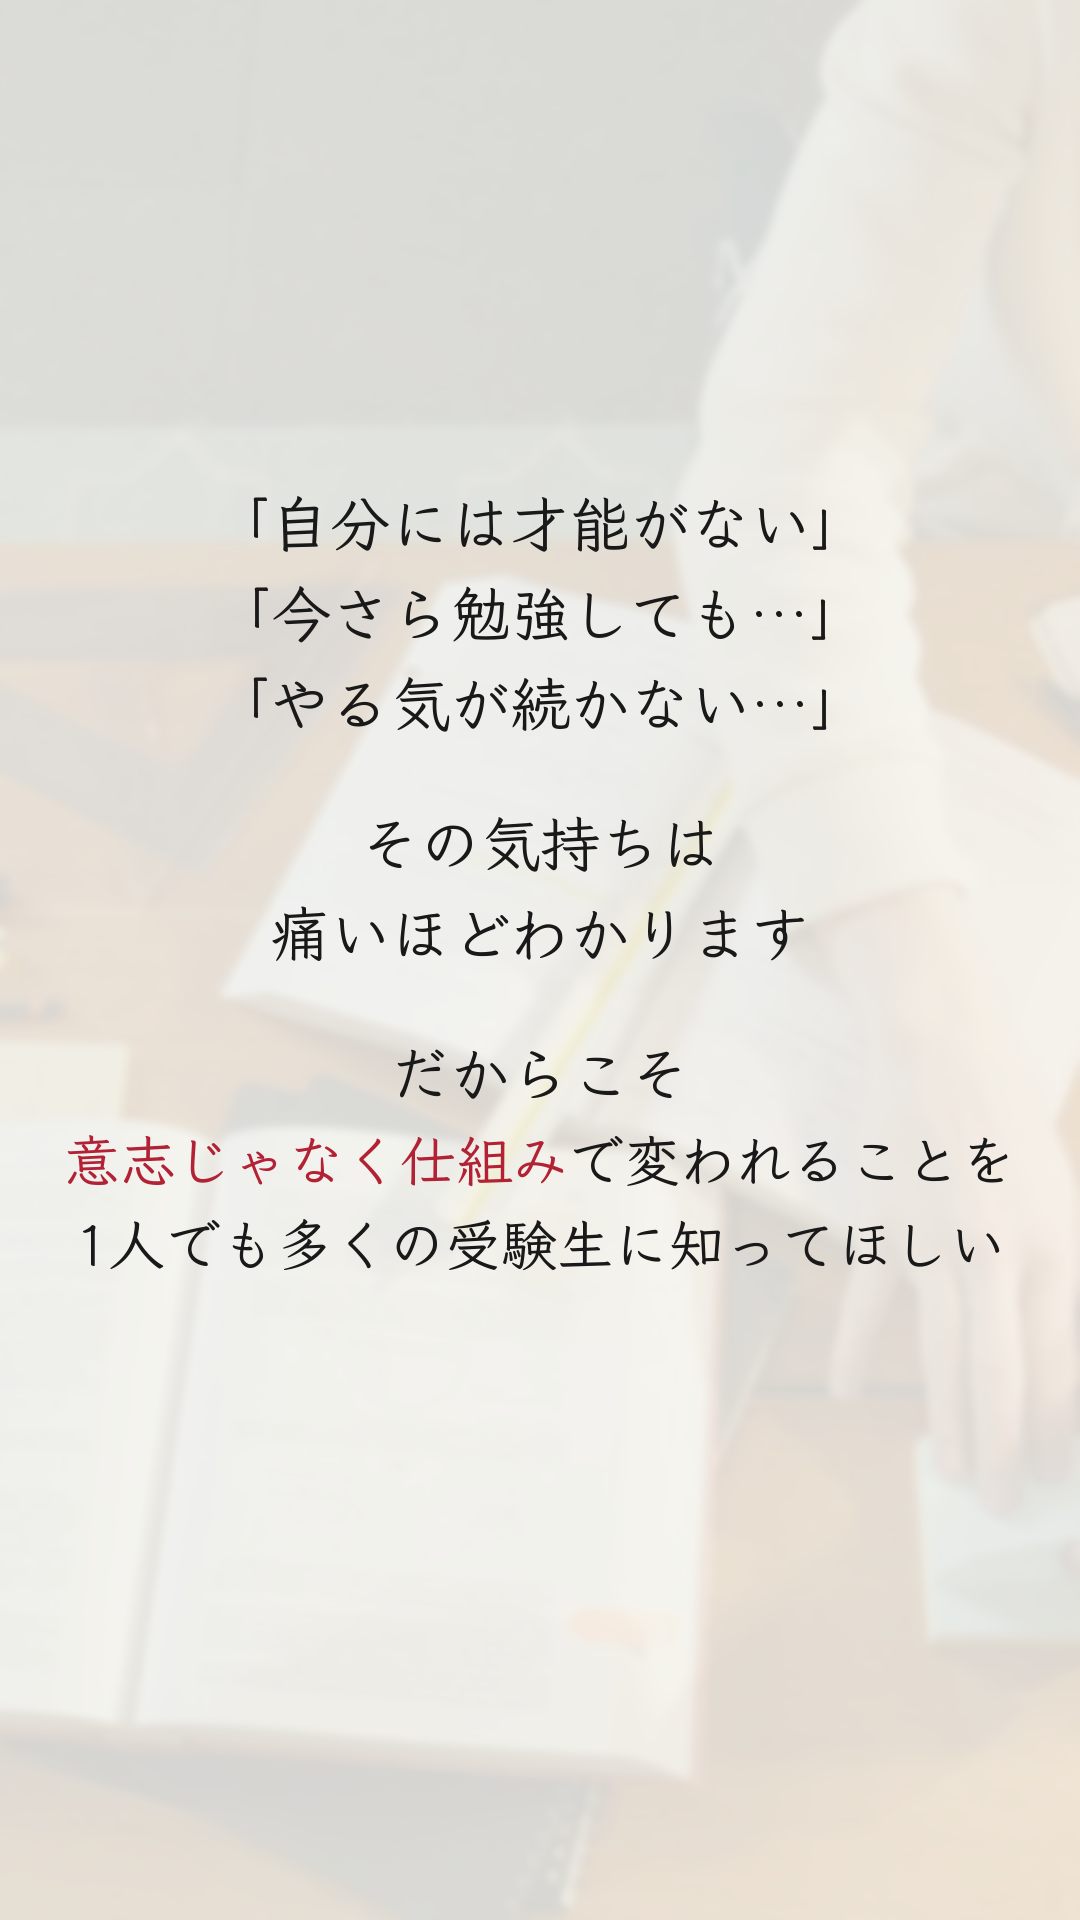 「自分には才能がない」
「今さら勉強しても…」
「やる気が続かない…」
その気持ちは
痛いほどわかります
だからこそ
意志じゃなく仕組みで変われることを
1人でも多くの受験生に知ってほしい